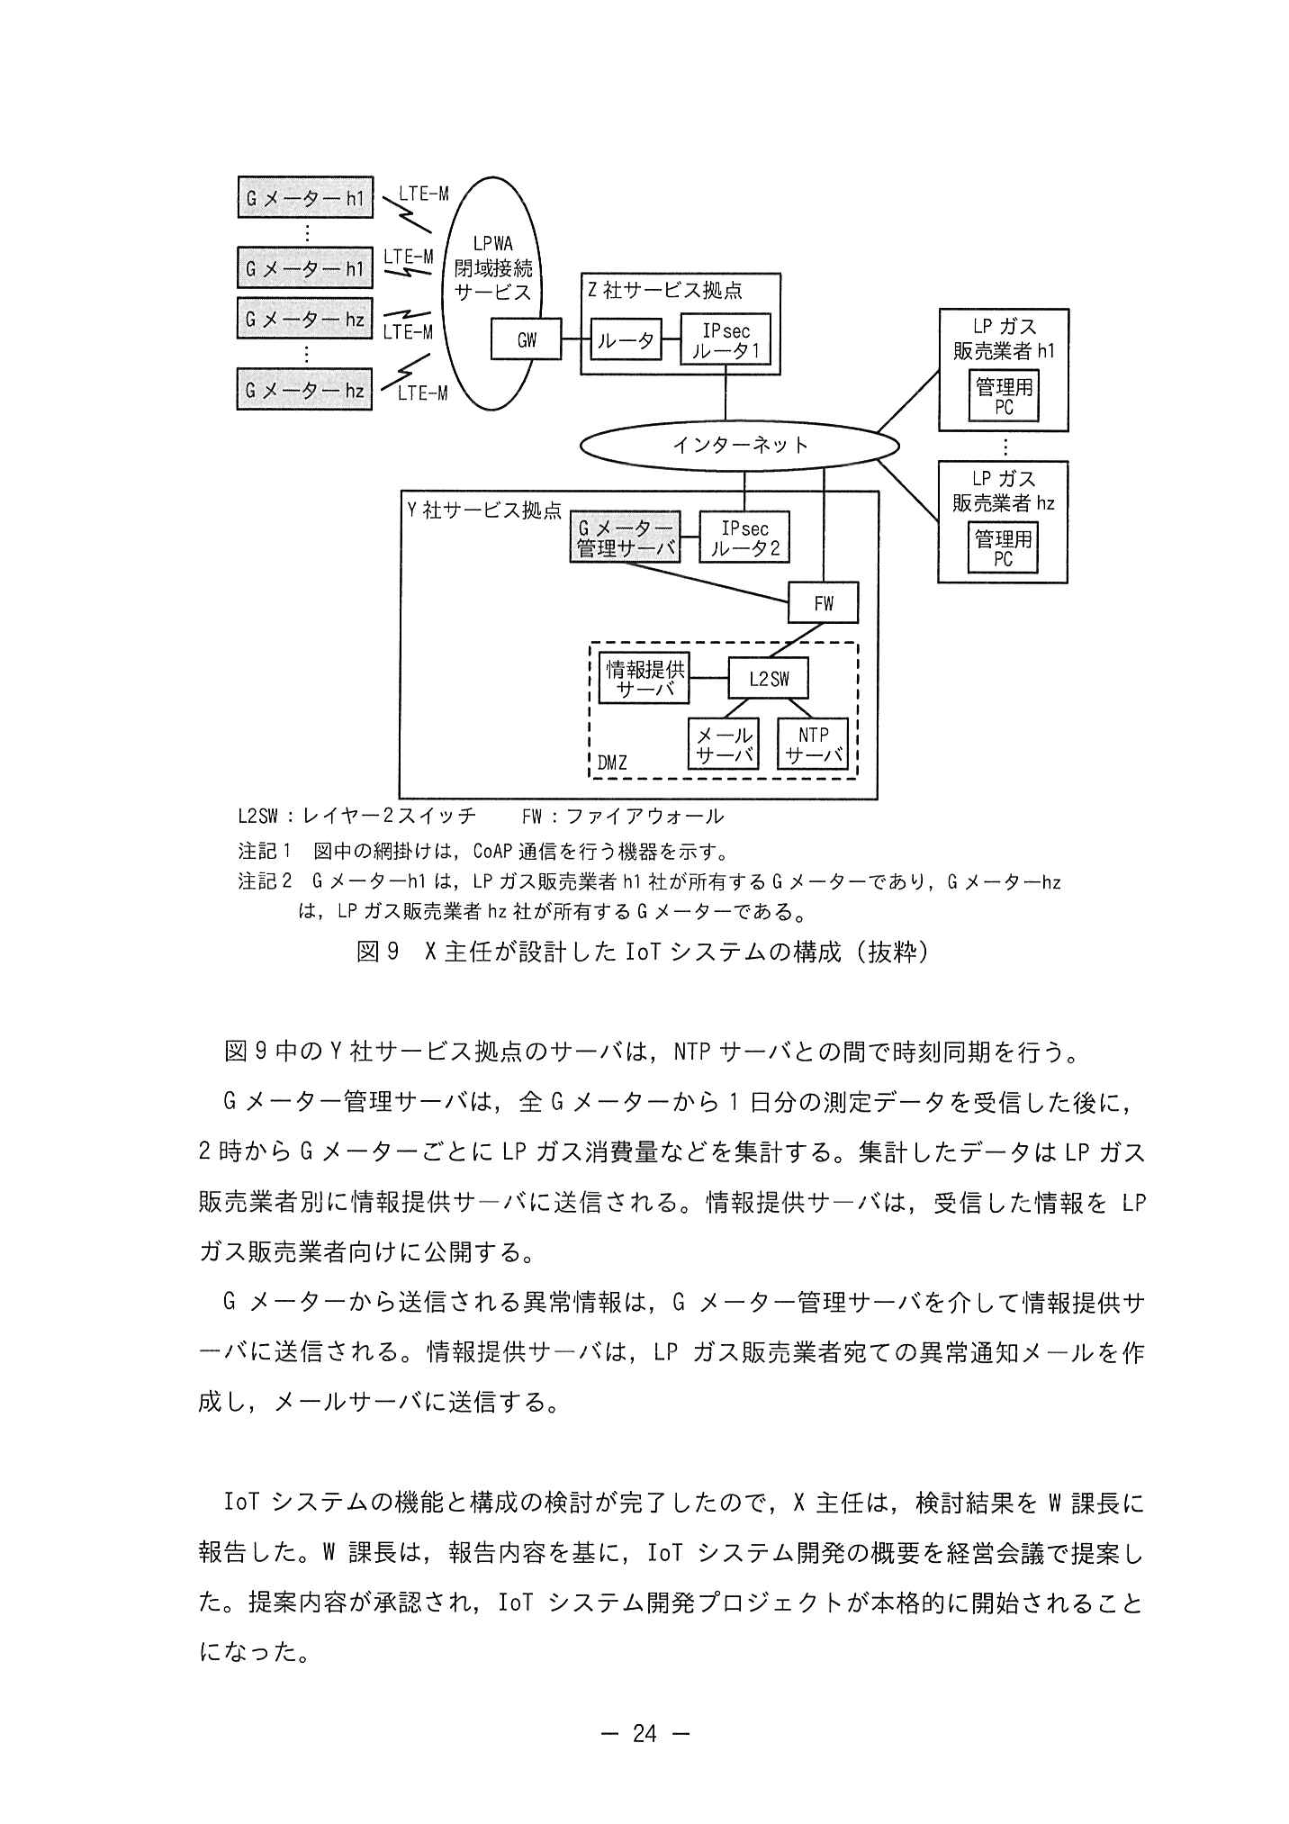 Gメーターh1
LTE-M
⋮
Gメーターh1
LTE-M
Gメーターhz
LTE-M
⋮
Gメーターhz
LTE-M
LPWA
閉域接続
サービス
GW
Z社サービス拠点
ルータ
IPsec
ルータ1
インターネット
LPガス
販売業者h1
管理用
PC
⋮
LPガス
販売業者hz
管理用
PC
Y社サービス拠点
Gメーター
管理サーバ
IPsec
ルータ2
FW
情報提供
サーバ
L2SW
メール
サーバ
NTP
サーバ
DMZ
L2SW：レイヤー2スイッチ　FW：ファイアウォール
注記1　図中の網掛けは，CoAP通信を行う機器を示す。
注記2　Gメーターh1は，LPガス販売業者h1社が所有するGメーターであり，Gメーターhz
は，LPガス販売業者hz社が所有するGメーターである。
図9　X主任が設計したIoTシステムの構成（抜粋）
図9中のY社サービス拠点のサーバは，NTPサーバとの間で時刻同期を行う。
Gメーター管理サーバは，全Gメーターから1日分の測定データを受信した後に，
2時からGメーターごとにLPガス消費量などを集計する。集計したデータはLPガス
販売業者別に情報提供サーバに送信される。情報提供サーバは，受信した情報をLP
ガス販売業者向けに公開する。
Gメーターから送信される異常情報は，Gメーター管理サーバを介して情報提供サ
ーバに送信される。情報提供サーバは，LPガス販売業者宛ての異常通知メールを作
成し，メールサーバに送信する。
IoTシステムの機能と構成の検討が完了したので，X主任は，検討結果をW課長に
報告した。W課長は，報告内容を基に，IoTシステム開発の概要を経営会議で提案し
た。提案内容が承認され，IoTシステム開発プロジェクトが本格的に開始されること
になった。
－ 24 －